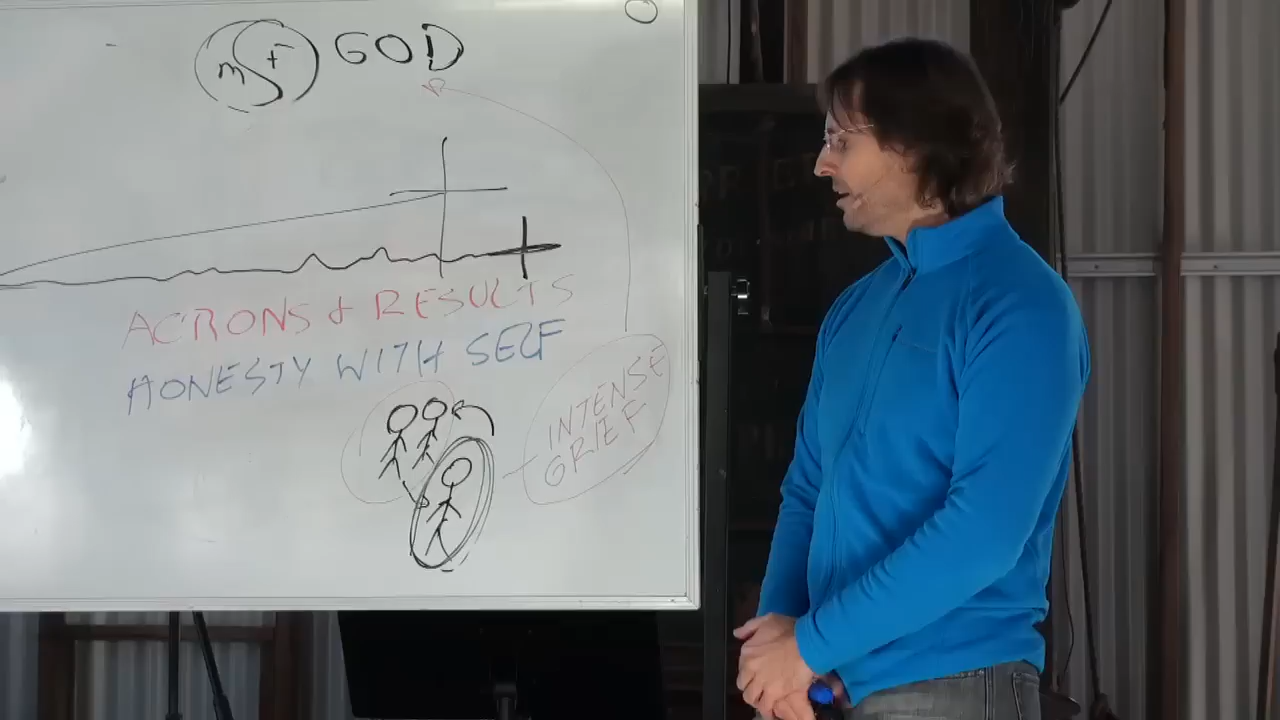 m f GOD
ACTIONS & RESULTS
HONESTY WITH SELF
INTENSE
GRIEF